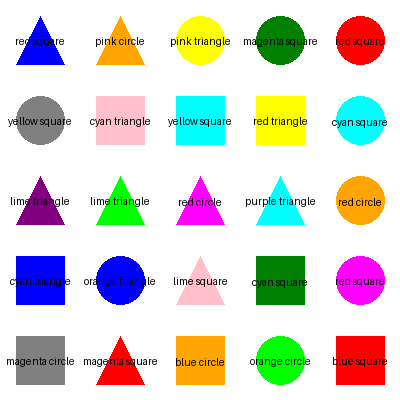 red square pink circle pink triangle magenta square red square
yellow square cyan triangle yellow square red triangle cyan square
lime triangle lime triangle red circle purple triangle red circle
cyan triangle orange triangle lime square cyan square red square
magenta circle magenta square blue circle orange circle blue square